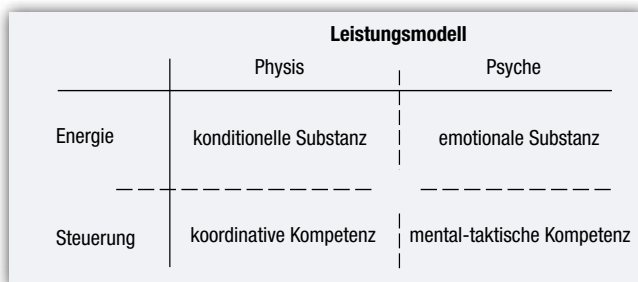 Leistungsmodell
Physis Psyche
Energie konditionelle Substanz emotionale Substanz
Steuerung koordinative Kompetenz mental-taktische Kompetenz